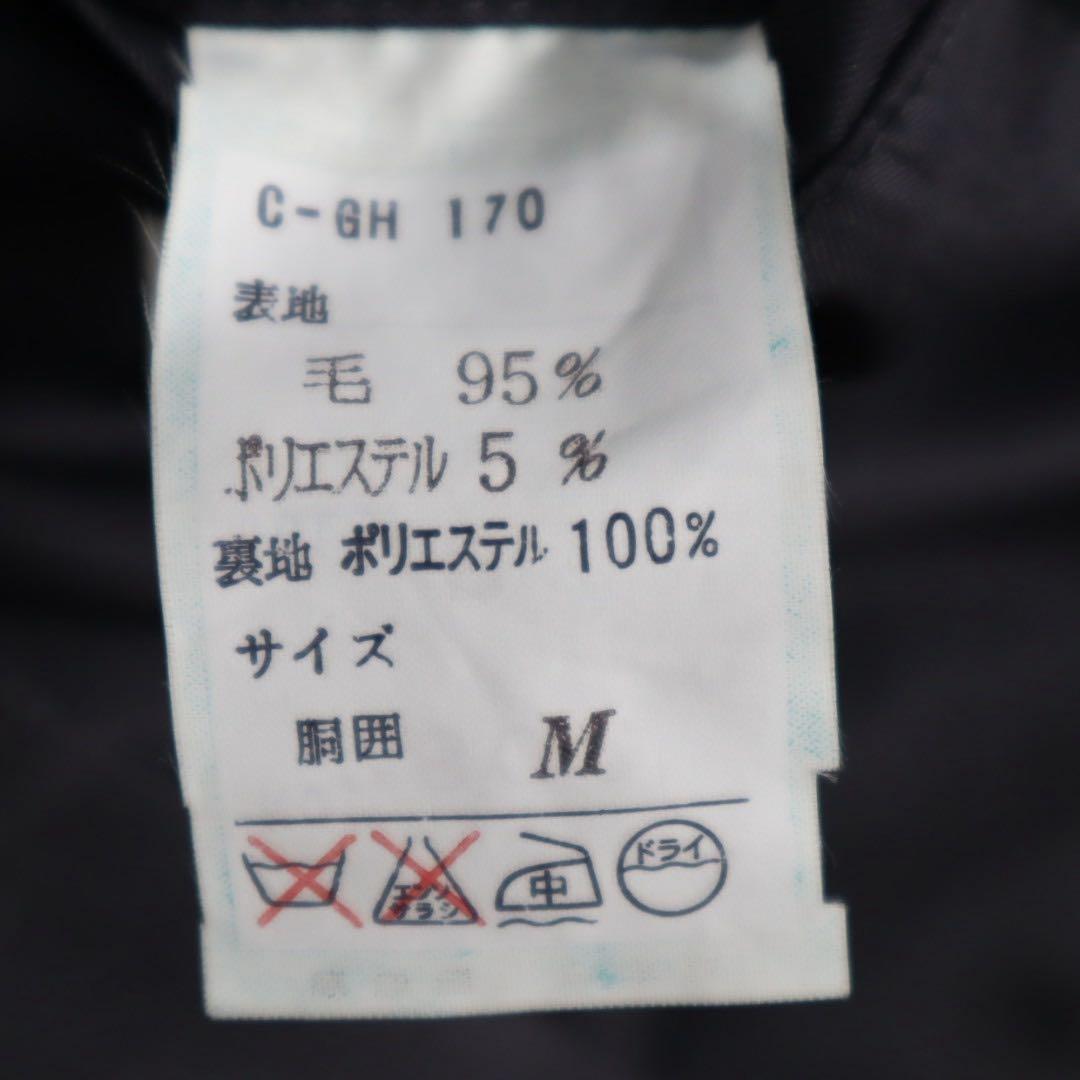 C-GH 170
表地
毛 95%
ポリエステル 5 %
裏地 ポリエステル 100%
サイズ
胴囲 M
エンソ
サラシ
中
ドライ